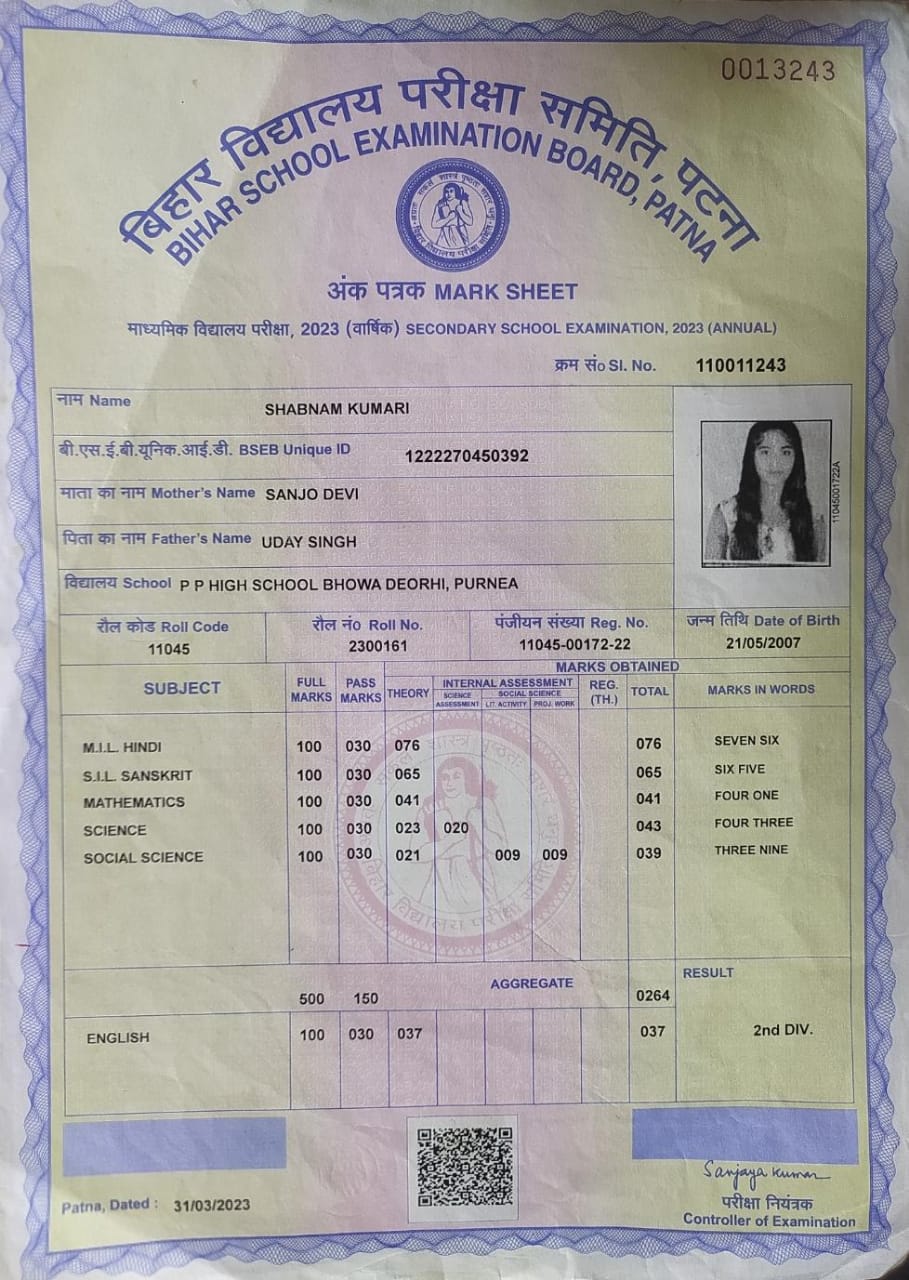 0013243
बिहार विद्यालय परीक्षा समिति, पटना
BIHAR SCHOOL EXAMINATION BOARD, PATNA
अंक पत्रक MARK SHEET
माध्यमिक विद्यालय परीक्षा, 2023 (वार्षिक) SECONDARY SCHOOL EXAMINATION, 2023 (ANNUAL)
क्रम सं० Sl. No. 110011243
नाम Name SHABNAM KUMARI
बी.एस.ई.बी.यूनिक.आई.डी. BSEB Unique ID 1222270450392
माता का नाम Mother's Name SANJO DEVI
पिता का नाम Father's Name UDAY SINGH
विद्यालय School P P HIGH SCHOOL BHOWA DEORHI, PURNEA
11045001722A
रौल कोड Roll Code रौल नं0 Roll No. पंजीयन संख्या Reg. No. जन्म तिथि Date of Birth
11045 2300161 11045-00172-22 21/05/2007
MARKS OBTAINED
SUBJECT FULL MARKS PASS MARKS THEORY INTERNAL ASSESSMENT REG. (TH.) TOTAL MARKS IN WORDS
SCIENCE ASSESSMENT SOCIAL SCIENCE LIT. ACTIVITY PROJ. WORK
M.I.L. HINDI 100 030 076 076 SEVEN SIX
S.I.L. SANSKRIT 100 030 065 065 SIX FIVE
MATHEMATICS 100 030 041 041 FOUR ONE
SCIENCE 100 030 023 020 043 FOUR THREE
SOCIAL SCIENCE 100 030 021 009 009 039 THREE NINE
बिहार विद्यालय परीक्षा समिति
AGGREGATE RESULT
500 150 0264
ENGLISH 100 030 037 037 2nd DIV.
Sanjaya Kumar
Patna, Dated : 31/03/2023
परीक्षा नियंत्रक
Controller of Examination